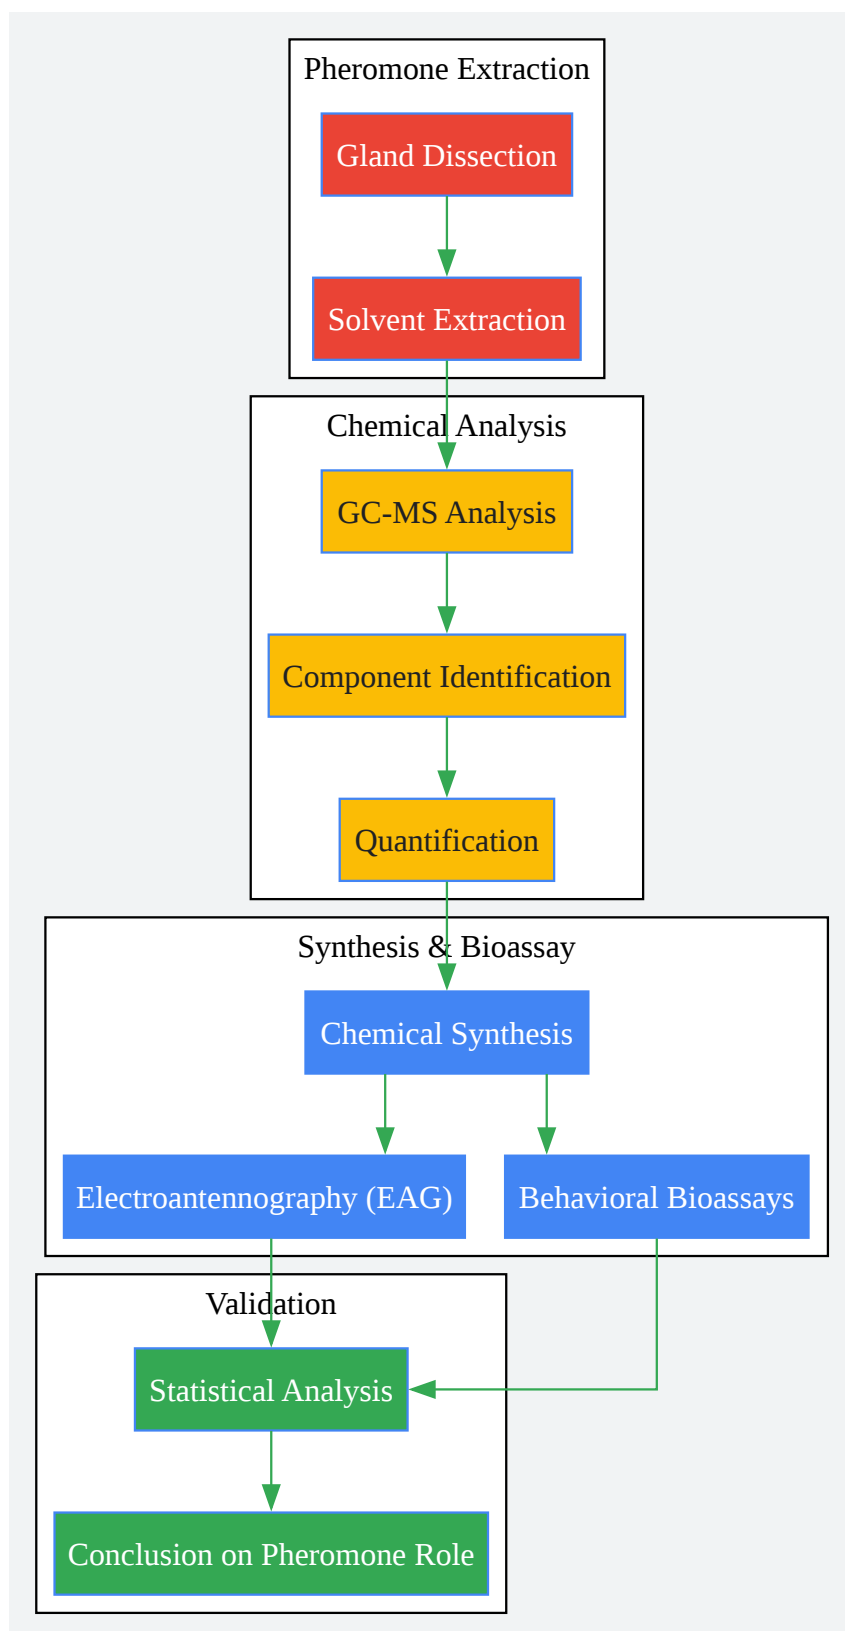 Pheromone Extraction
Gland Dissection
Solvent Extraction
Chemical Analysis
GC-MS Analysis
Component Identification
Quantification
Synthesis & Bioassay
Chemical Synthesis
Electroantennography (EAG)
Behavioral Bioassays
Validation
Statistical Analysis
Conclusion on Pheromone Role